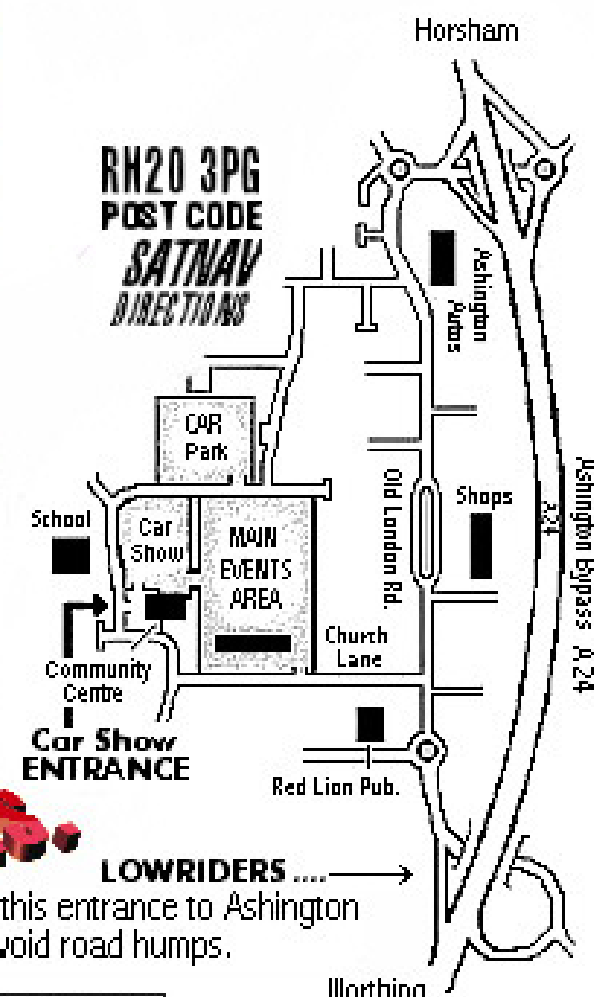 Horsham
RH20 3PG
POST CODE
SATNAV
DIRECTIONS
Ashington
Autos
CAR
Park
School
Car
Show
MAIN
EVENTS
AREA
Old London Rd.
Shops
A.24
Ashington Bypass A.24
Church
Lane
Community
Centre
Car Show
ENTRANCE
Red Lion Pub.
LOWRIDERS ....
this entrance to Ashington
void road humps.
Worthing